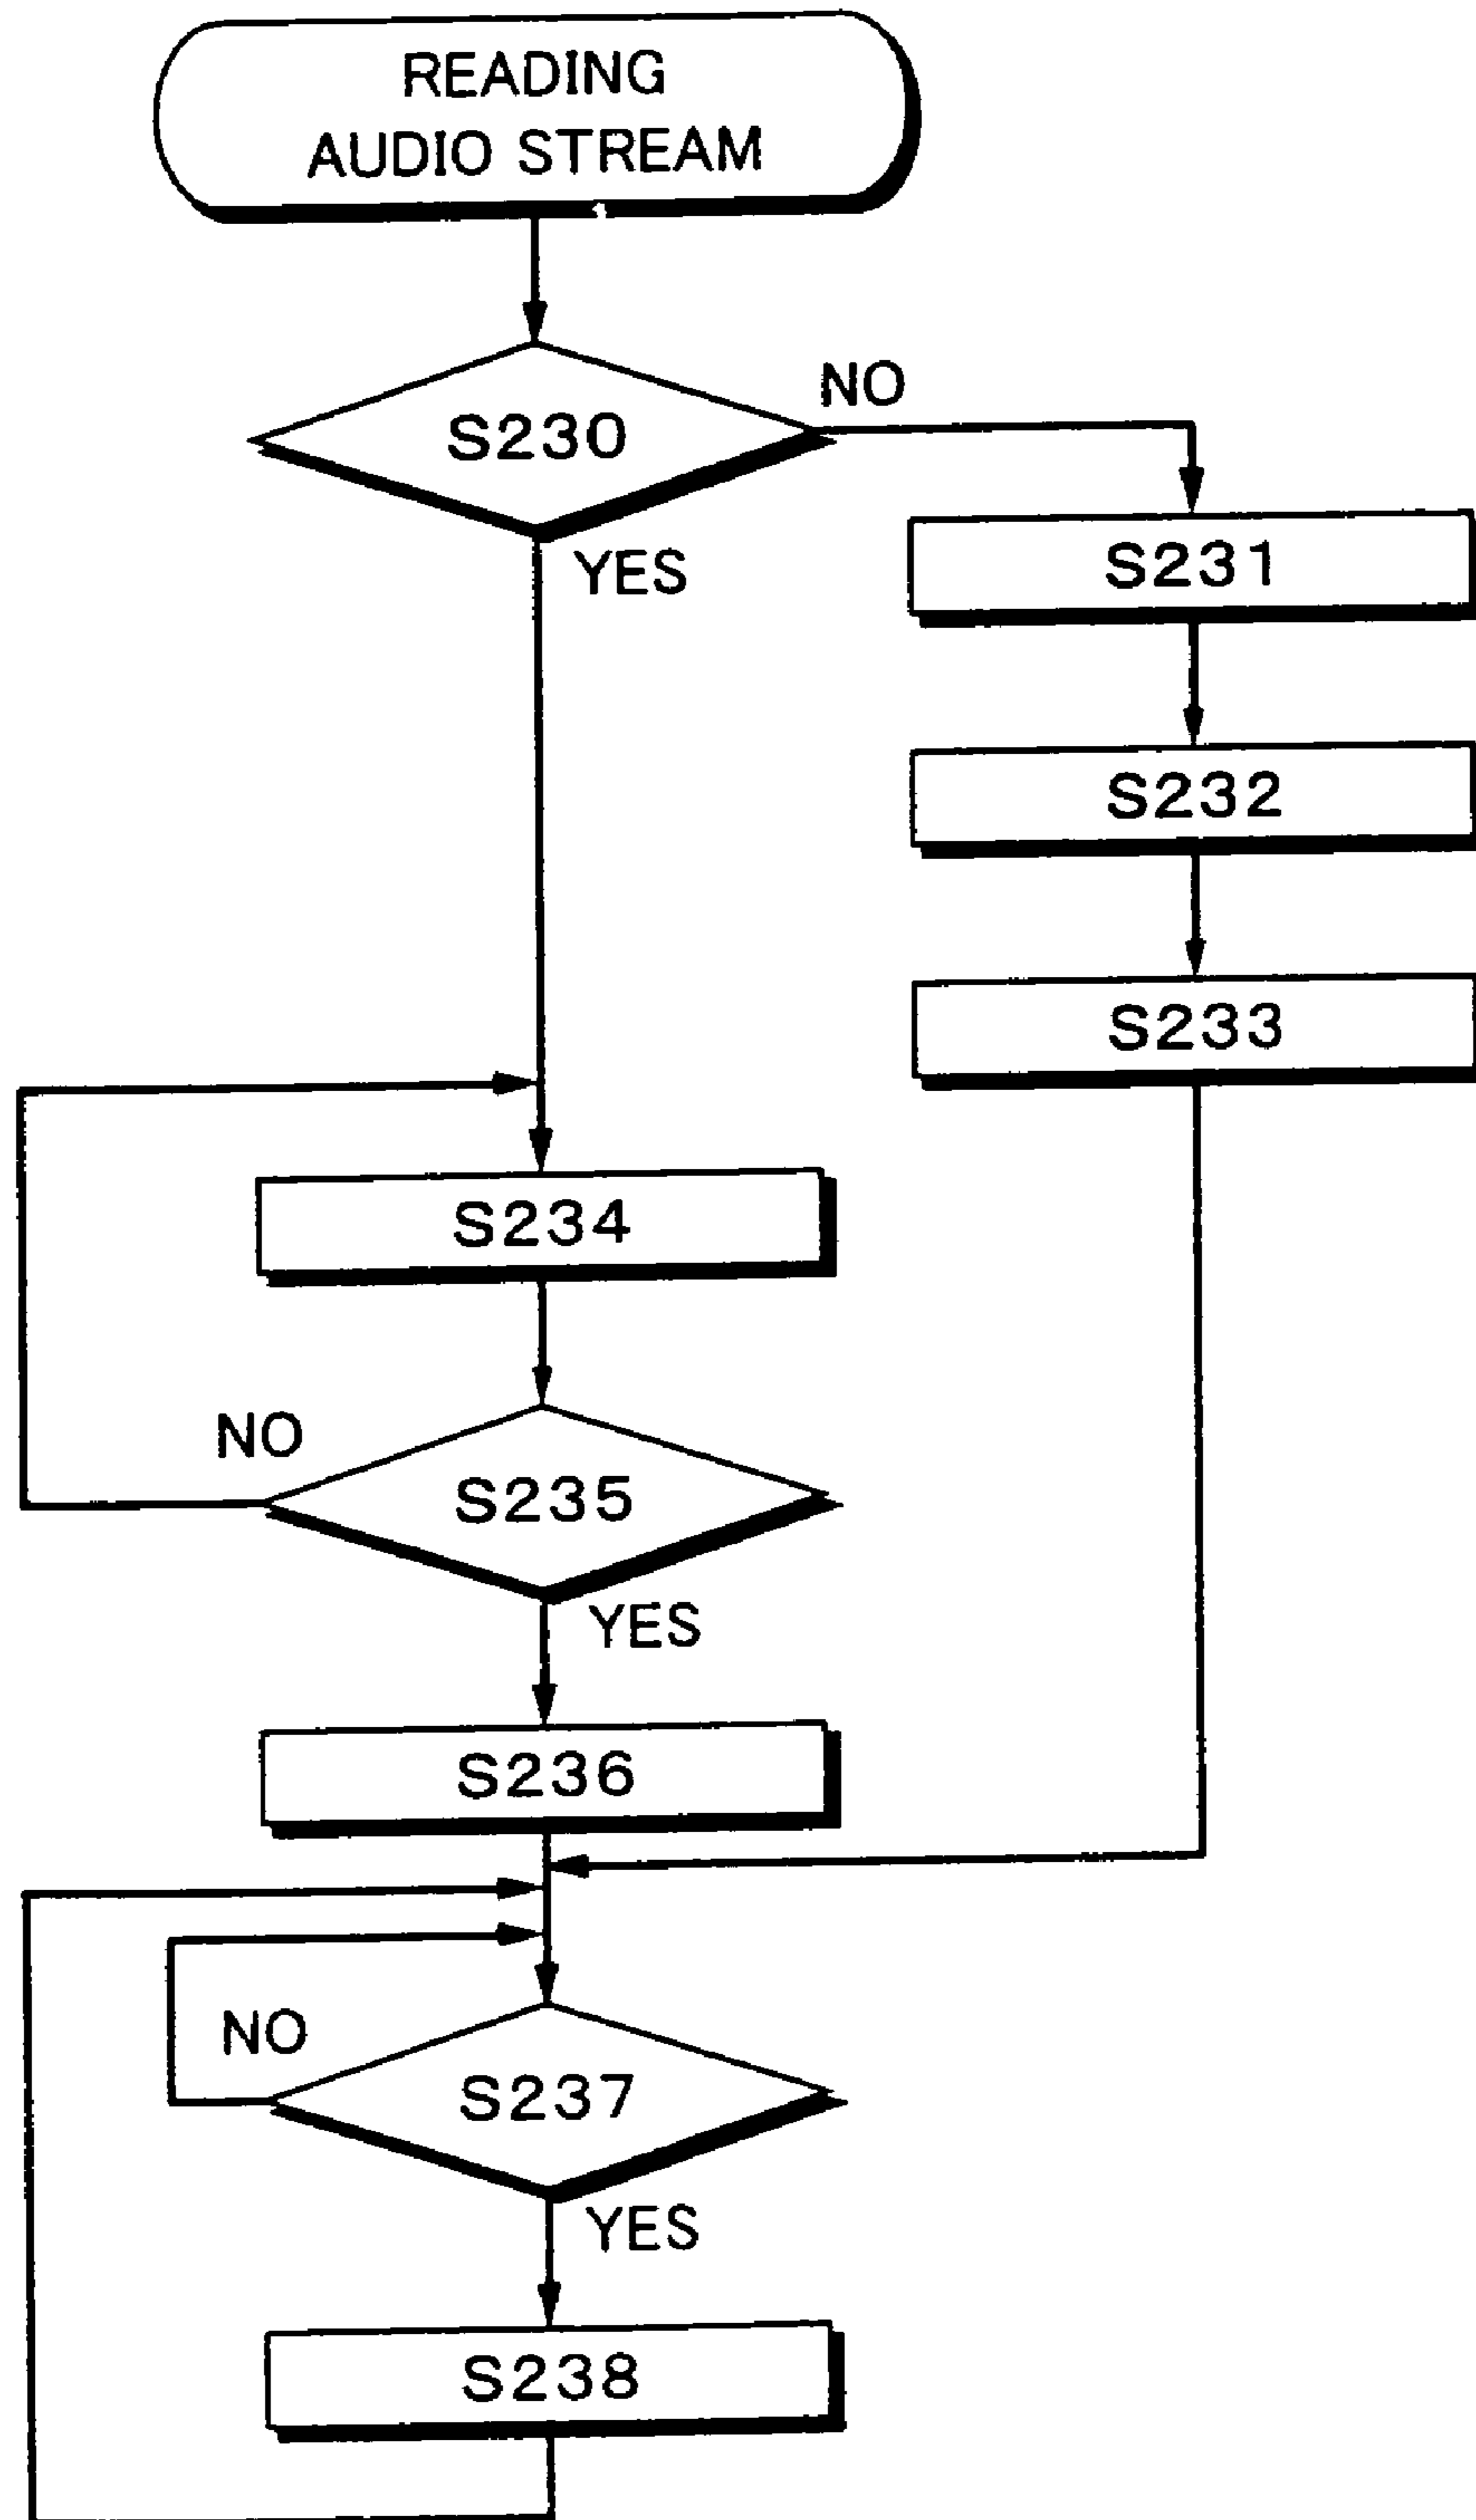 READING
AUDIO STREAM
S230
NO
YES
S231
S232
S233
S234
NO
S235
YES
S236
NO
S237
YES
S238